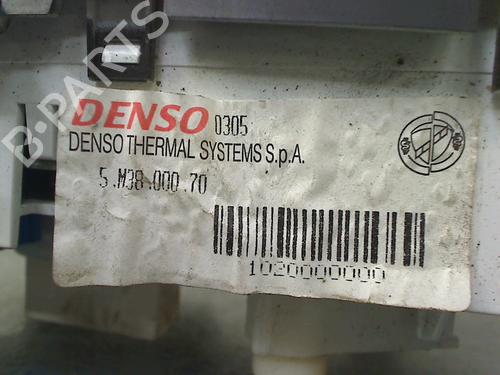 B-PARTS
DENSO 0305
DENSO THERMAL SYSTEMS S.p.A.
5.M38.000.70
1020000000